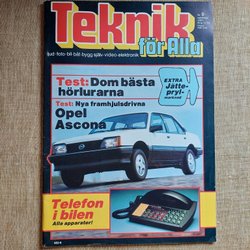 Teknik
för Alla
ljud·foto·bil·båt·bygg själv·video·elektronik
Test: Dom bästa
hörlurarna
EXTRA
Jätte-
pryl-
Test: Nya framhjulsdrivna
Opel
Ascona
Telefon
i bilen
Alla apparater!